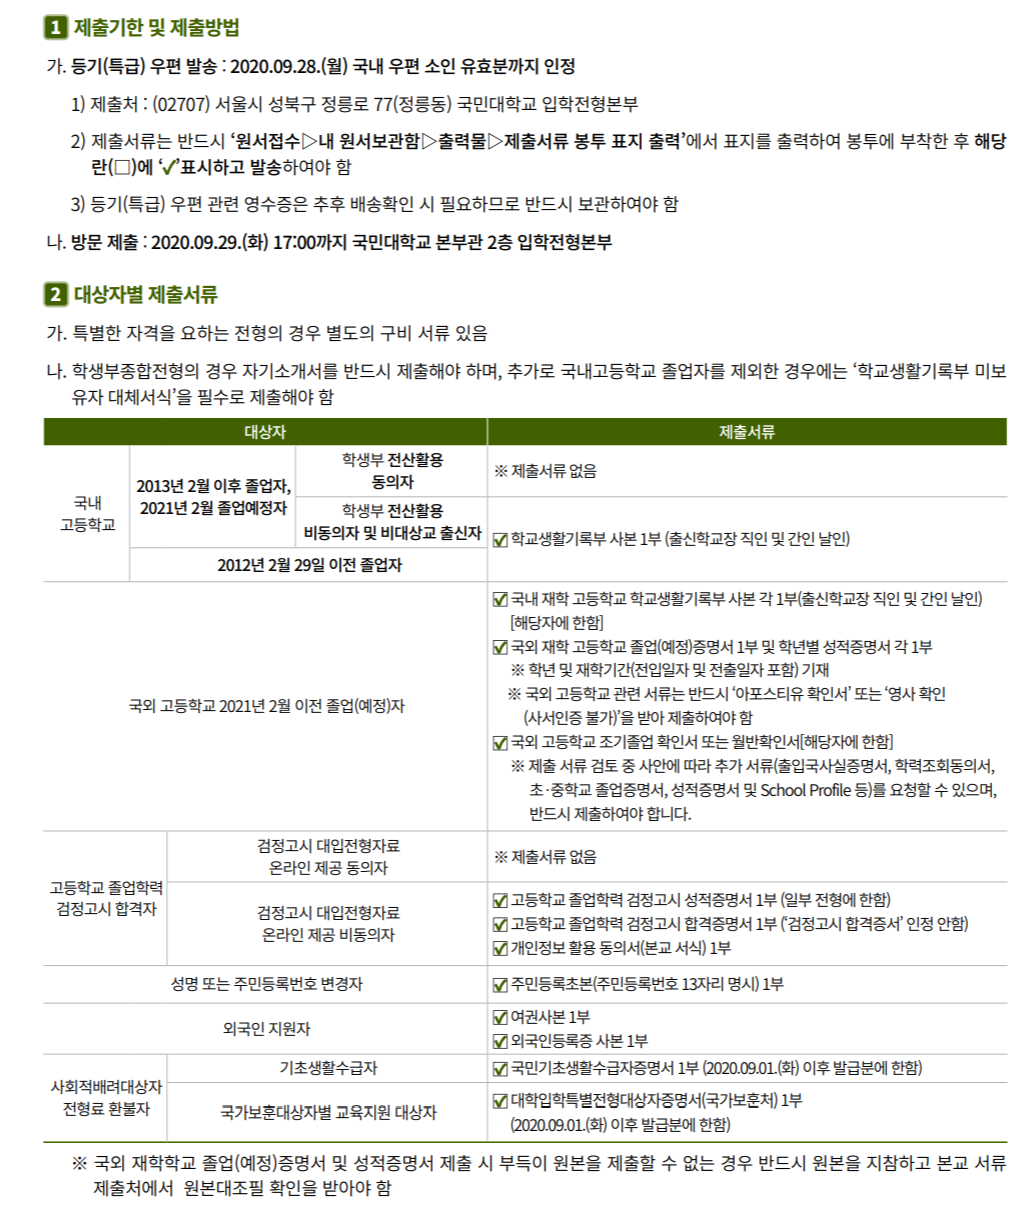 1 제출기한 및 제출방법
가. 등기(특급) 우편 발송 : 2020.09.28.(월) 국내 우편 소인 유효분까지 인정
1) 제출처 : (02707) 서울시 성북구 정릉로 77(정릉동) 국민대학교 입학전형본부
2) 제출서류는 반드시 ‘원서접수▷내 원서보관함▷출력물▷제출서류 봉투 표지 출력’에서 표지를 출력하여 봉투에 부착한 후 해당
란(□)에 ‘✓’표시하고 발송하여야 함
3) 등기(특급) 우편 관련 영수증은 추후 배송확인 시 필요하므로 반드시 보관하여야 함
나. 방문 제출 : 2020.09.29.(화) 17:00까지 국민대학교 본부관 2층 입학전형본부
2 대상자별 제출서류
가. 특별한 자격을 요하는 전형의 경우 별도의 구비 서류 있음
나. 학생부종합전형의 경우 자기소개서를 반드시 제출해야 하며, 추가로 국내고등학교 졸업자를 제외한 경우에는 ‘학교생활기록부 미보
유자 대체서식’을 필수로 제출해야 함
대상자 제출서류
국내
고등학교
2013년 2월 이후 졸업자,
2021년 2월 졸업예정자
학생부 전산활용
동의자
※ 제출서류 없음
학생부 전산활용
비동의자 및 비대상교 출신자
2012년 2월 29일 이전 졸업자
☑ 학교생활기록부 사본 1부 (출신학교장 직인 및 간인 날인)
국외 고등학교 2021년 2월 이전 졸업(예정)자
☑ 국내 재학 고등학교 학교생활기록부 사본 각 1부(출신학교장 직인 및 간인 날인)
[해당자에 한함]
☑ 국외 재학 고등학교 졸업(예정)증명서 1부 및 학년별 성적증명서 각 1부
※ 학년 및 재학기간(전입일자 및 전출일자 포함) 기재
※ 국외 고등학교 관련 서류는 반드시 ‘아포스티유 확인서’ 또는 ‘영사 확인
(사서인증 불가)’을 받아 제출하여야 함
☑ 국외 고등학교 조기졸업 확인서 또는 월반확인서[해당자에 한함]
※ 제출 서류 검토 중 사안에 따라 추가 서류(출입국사실증명서, 학력조회동의서,
초·중학교 졸업증명서, 성적증명서 및 School Profile 등)를 요청할 수 있으며,
반드시 제출하여야 합니다.
고등학교 졸업학력
검정고시 합격자
검정고시 대입전형자료
온라인 제공 동의자
※ 제출서류 없음
검정고시 대입전형자료
온라인 제공 비동의자
☑ 고등학교 졸업학력 검정고시 성적증명서 1부 (일부 전형에 한함)
☑ 고등학교 졸업학력 검정고시 합격증명서 1부 (‘검정고시 합격증서’ 인정 안함)
☑ 개인정보 활용 동의서(본교 서식) 1부
성명 또는 주민등록번호 변경자
☑ 주민등록초본(주민등록번호 13자리 명시) 1부
외국인 지원자
☑ 여권사본 1부
☑ 외국인등록증 사본 1부
사회적배려대상자
전형료 환불자
기초생활수급자
☑ 국민기초생활수급자증명서 1부 (2020.09.01.(화) 이후 발급분에 한함)
국가보훈대상자별 교육지원 대상자
☑ 대학입학특별전형대상자증명서(국가보훈처) 1부
(2020.09.01.(화) 이후 발급분에 한함)
※ 국외 재학학교 졸업(예정)증명서 및 성적증명서 제출 시 부득이 원본을 제출할 수 없는 경우 반드시 원본을 지참하고 본교 서류
제출처에서 원본대조필 확인을 받아야 함